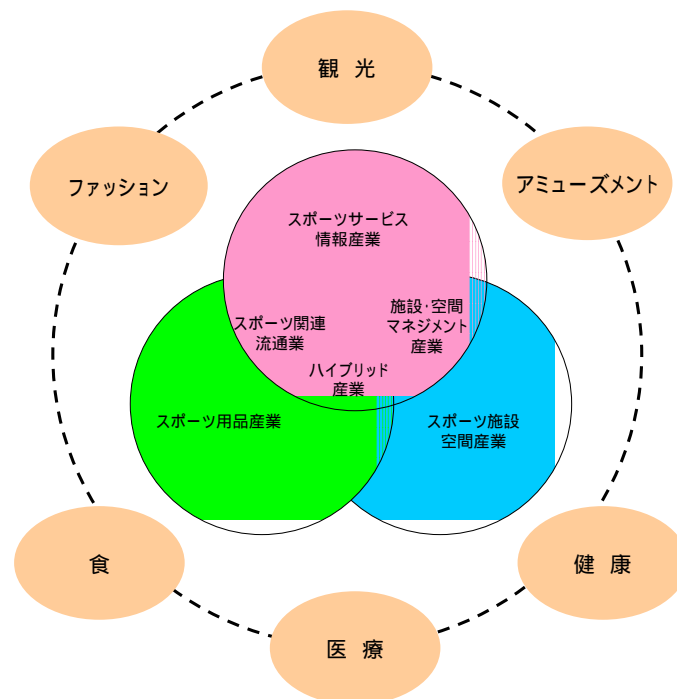 観 光
ファッション
アミューズメント
スポーツサービス
情報産業
スポーツ関連
流通業
施設・空間
マネジメント
産業
ハイブリッド
産業
スポーツ用品産業
スポーツ施設
空間産業
食
健 康
医 療